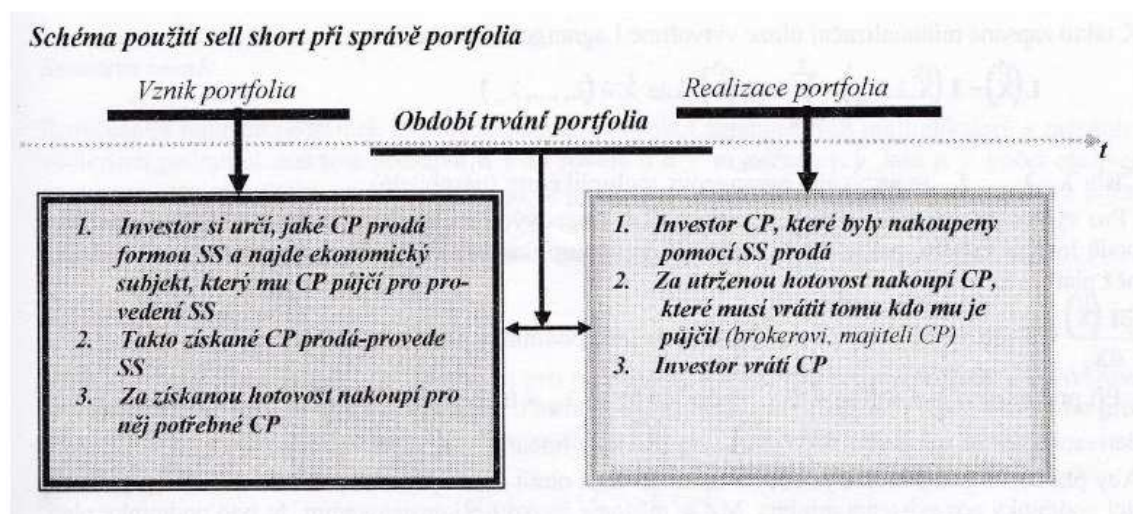 Schéma použití sell short při správě portfolia
Vznik portfolia
Realizace portfolia
Období trvání portfolia
t
1. Investor si určí, jaké CP prodá
formou SS a najde ekonomický
subjekt, který mu CP půjčí pro pro-
vedení SS
2. Takto získané CP prodá-provede
SS
3. Za získanou hotovost nakoupí pro
něj potřebné CP
1. Investor CP, které byly nakoupeny
pomocí SS prodá
2. Za utrženou hotovost nakoupí CP,
které musí vrátit tomu kdo mu je
půjčil (brokerovi, majiteli CP)
3. Investor vrátí CP